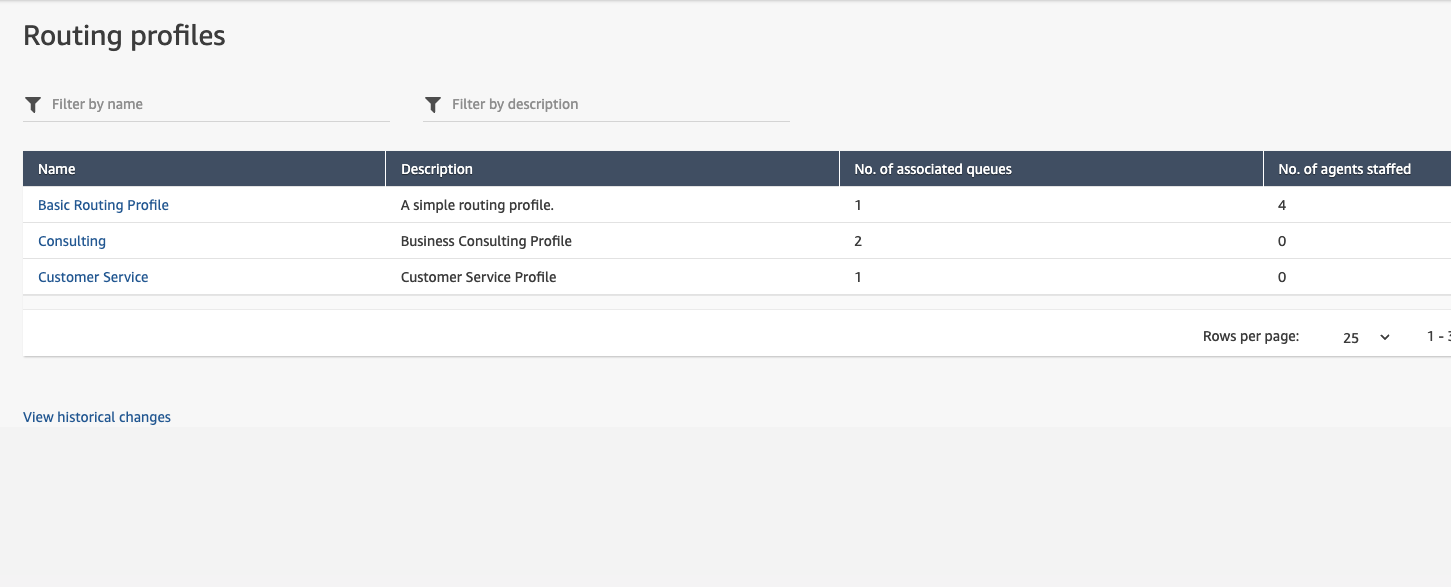 Routing profiles
Filter by name Filter by description
Name Description No. of associated queues No. of agents staffed
Basic Routing Profile A simple routing profile. 1 4
Consulting Business Consulting Profile 2 0
Customer Service Customer Service Profile 1 0
Rows per page: 25 1 - 3
View historical changes